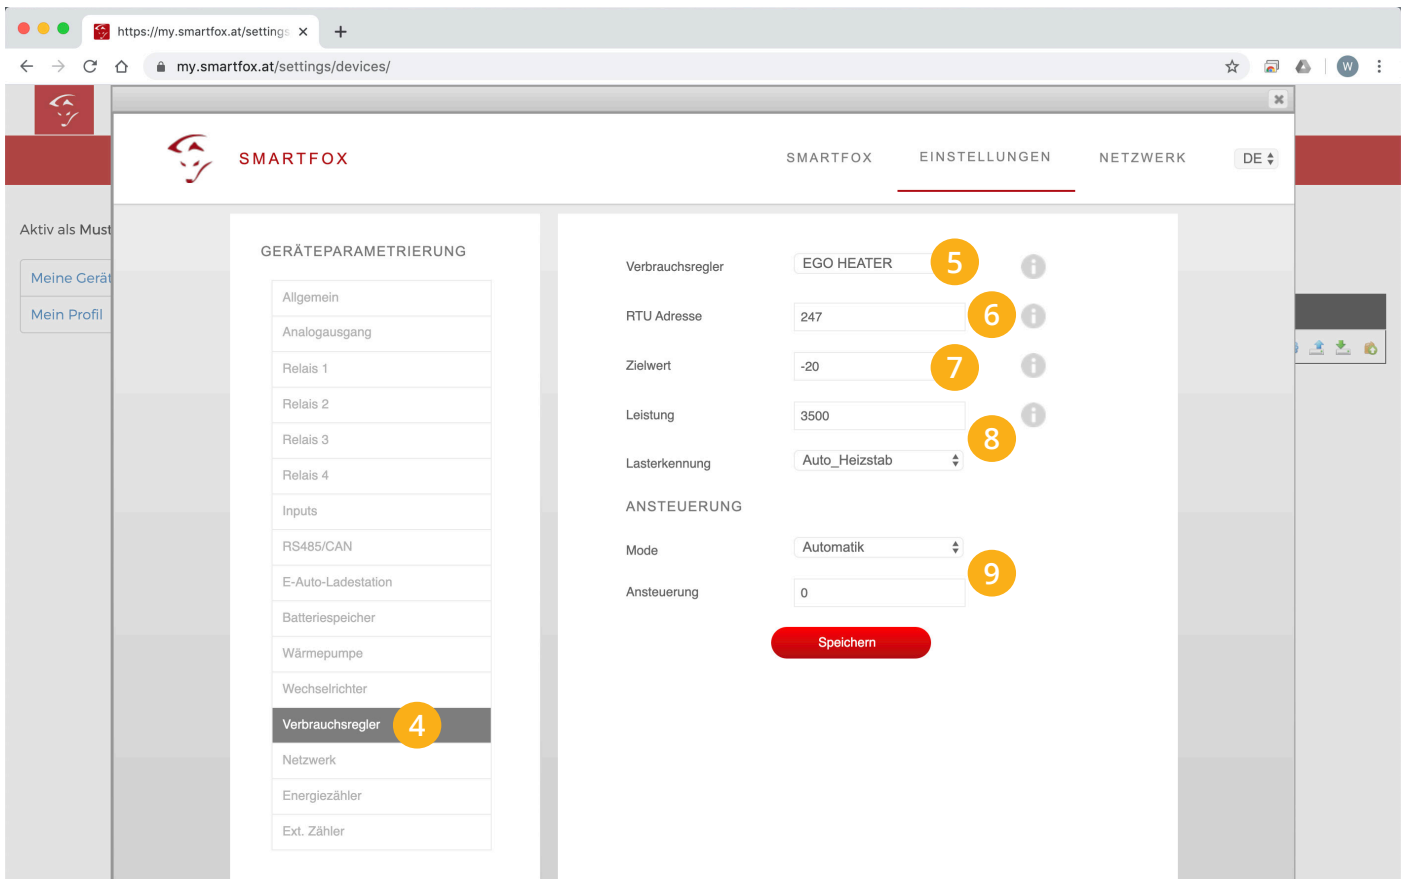 https://my.smartfox.at/settings
my.smartfox.at/settings/devices/
W
SMARTFOX
SMARTFOX
EINSTELLUNGEN
NETZWERK
DE
Aktiv als Must
Meine Gerät
Mein Profil
GERÄTEPARAMETRIERUNG
Allgemein
Analogausgang
Relais 1
Relais 2
Relais 3
Relais 4
Inputs
RS485/CAN
E-Auto-Ladestation
Batteriespeicher
Wärmepumpe
Wechselrichter
Verbrauchsregler 4
Netzwerk
Energiezähler
Ext. Zähler
Verbrauchsregler EGO HEATER 5
RTU Adresse 247 6
Zielwert -20 7
Leistung 3500
8
Lasterkennung Auto_Heizstab
ANSTEUERUNG
Mode Automatik
9
Ansteuerung 0
Speichern